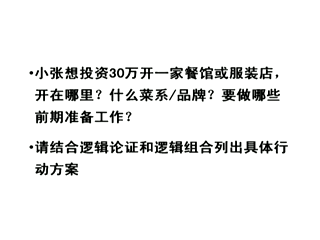 •小张想投资30万开一家餐馆或服装店，
开在哪里？什么菜系/品牌？要做哪些
前期准备工作？
•请结合逻辑论证和逻辑组合列出具体行
动方案